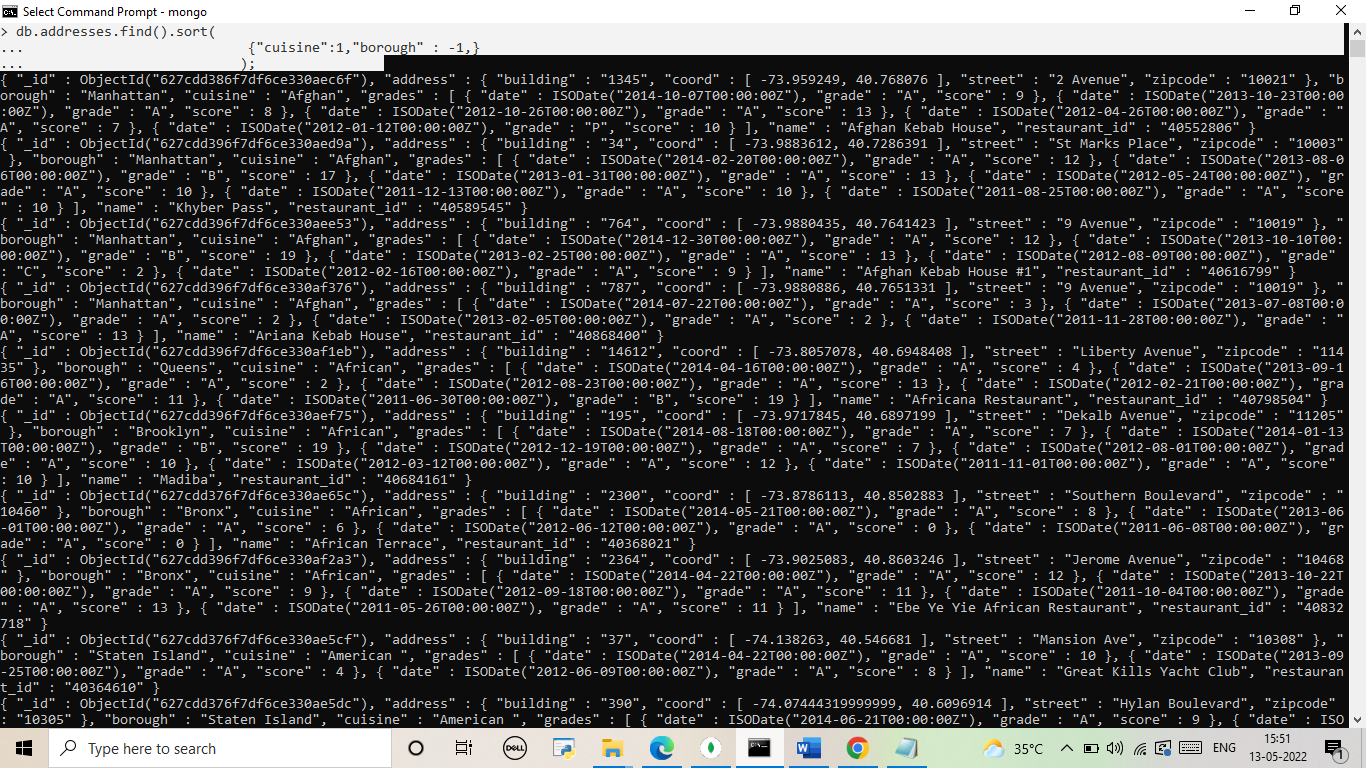 Select Command Prompt - mongo
> db.addresses.find().sort(
... {"cuisine":1,"borough" : -1,}
... );
{ "_id" : ObjectId("627cdd386f7df6ce330aec6f"), "address" : { "building" : "1345", "coord" : [ -73.959249, 40.768076 ], "street" : "2 Avenue", "zipcode" : "10021" }, "b
orough" : "Manhattan", "cuisine" : "Afghan", "grades" : [ { "date" : ISODate("2014-10-07T00:00:00Z"), "grade" : "A", "score" : 9 }, { "date" : ISODate("2013-10-23T00:00
:00Z"), "grade" : "A", "score" : 8 }, { "date" : ISODate("2012-10-26T00:00:00Z"), "grade" : "A", "score" : 13 }, { "date" : ISODate("2012-04-26T00:00:00Z"), "grade" : "
A", "score" : 7 }, { "date" : ISODate("2012-01-12T00:00:00Z"), "grade" : "P", "score" : 10 } ], "name" : "Afghan Kebab House", "restaurant_id" : "40552806" }
{ "_id" : ObjectId("627cdd396f7df6ce330aed9a"), "address" : { "building" : "34", "coord" : [ -73.9883612, 40.7286391 ], "street" : "St Marks Place", "zipcode" : "10003"
 }, "borough" : "Manhattan", "cuisine" : "Afghan", "grades" : [ { "date" : ISODate("2014-02-20T00:00:00Z"), "grade" : "A", "score" : 12 }, { "date" : ISODate("2013-08-0
6T00:00:00Z"), "grade" : "B", "score" : 17 }, { "date" : ISODate("2013-01-31T00:00:00Z"), "grade" : "A", "score" : 13 }, { "date" : ISODate("2012-05-24T00:00:00Z"), "gr
ade" : "A", "score" : 10 }, { "date" : ISODate("2011-12-13T00:00:00Z"), "grade" : "A", "score" : 10 }, { "date" : ISODate("2011-08-25T00:00:00Z"), "grade" : "A", "score
" : 10 } ], "name" : "Khyber Pass", "restaurant_id" : "40589545" }
{ "_id" : ObjectId("627cdd396f7df6ce330aee53"), "address" : { "building" : "764", "coord" : [ -73.9880435, 40.7641423 ], "street" : "9 Avenue", "zipcode" : "10019" }, "
borough" : "Manhattan", "cuisine" : "Afghan", "grades" : [ { "date" : ISODate("2014-12-30T00:00:00Z"), "grade" : "A", "score" : 12 }, { "date" : ISODate("2013-10-10T00:
00:00Z"), "grade" : "B", "score" : 19 }, { "date" : ISODate("2013-02-25T00:00:00Z"), "grade" : "A", "score" : 13 }, { "date" : ISODate("2012-08-09T00:00:00Z"), "grade"
: "C", "score" : 2 }, { "date" : ISODate("2012-02-16T00:00:00Z"), "grade" : "A", "score" : 9 } ], "name" : "Afghan Kebab House #1", "restaurant_id" : "40616799" }
{ "_id" : ObjectId("627cdd396f7df6ce330af376"), "address" : { "building" : "787", "coord" : [ -73.9880886, 40.7651331 ], "street" : "9 Avenue", "zipcode" : "10019" }, "
borough" : "Manhattan", "cuisine" : "Afghan", "grades" : [ { "date" : ISODate("2014-07-22T00:00:00Z"), "grade" : "A", "score" : 3 }, { "date" : ISODate("2013-07-08T00:0
0:00Z"), "grade" : "A", "score" : 2 }, { "date" : ISODate("2013-02-05T00:00:00Z"), "grade" : "A", "score" : 2 }, { "date" : ISODate("2011-11-28T00:00:00Z"), "grade" : "
A", "score" : 13 } ], "name" : "Ariana Kebab House", "restaurant_id" : "40868400" }
{ "_id" : ObjectId("627cdd396f7df6ce330af1eb"), "address" : { "building" : "14612", "coord" : [ -73.8057078, 40.6948408 ], "street" : "Liberty Avenue", "zipcode" : "114
35" }, "borough" : "Queens", "cuisine" : "African", "grades" : [ { "date" : ISODate("2014-04-16T00:00:00Z"), "grade" : "A", "score" : 4 }, { "date" : ISODate("2013-09-1
6T00:00:00Z"), "grade" : "A", "score" : 2 }, { "date" : ISODate("2012-08-23T00:00:00Z"), "grade" : "A", "score" : 13 }, { "date" : ISODate("2012-02-21T00:00:00Z"), "gra
de" : "A", "score" : 11 }, { "date" : ISODate("2011-06-30T00:00:00Z"), "grade" : "B", "score" : 19 } ], "name" : "Africana Restaurant", "restaurant_id" : "40798504" }
{ "_id" : ObjectId("627cdd396f7df6ce330aef75"), "address" : { "building" : "195", "coord" : [ -73.9717845, 40.6897199 ], "street" : "Dekalb Avenue", "zipcode" : "11205"
 }, "borough" : "Brooklyn", "cuisine" : "African", "grades" : [ { "date" : ISODate("2014-08-18T00:00:00Z"), "grade" : "A", "score" : 7 }, { "date" : ISODate("2014-01-13
T00:00:00Z"), "grade" : "B", "score" : 19 }, { "date" : ISODate("2012-12-19T00:00:00Z"), "grade" : "A", "score" : 7 }, { "date" : ISODate("2012-08-01T00:00:00Z"), "grad
e" : "A", "score" : 10 }, { "date" : ISODate("2012-03-12T00:00:00Z"), "grade" : "A", "score" : 12 }, { "date" : ISODate("2011-11-01T00:00:00Z"), "grade" : "A", "score"
: 10 } ], "name" : "Madiba", "restaurant_id" : "40684161" }
{ "_id" : ObjectId("627cdd376f7df6ce330ae65c"), "address" : { "building" : "2300", "coord" : [ -73.8786113, 40.8502883 ], "street" : "Southern Boulevard", "zipcode" : "
10460" }, "borough" : "Bronx", "cuisine" : "African", "grades" : [ { "date" : ISODate("2014-05-21T00:00:00Z"), "grade" : "A", "score" : 8 }, { "date" : ISODate("2013-06
-01T00:00:00Z"), "grade" : "A", "score" : 6 }, { "date" : ISODate("2012-06-12T00:00:00Z"), "grade" : "A", "score" : 0 }, { "date" : ISODate("2011-06-08T00:00:00Z"), "gr
ade" : "A", "score" : 0 } ], "name" : "African Terrace", "restaurant_id" : "40368021" }
{ "_id" : ObjectId("627cdd396f7df6ce330af2a3"), "address" : { "building" : "2364", "coord" : [ -73.9025083, 40.8603246 ], "street" : "Jerome Avenue", "zipcode" : "10468
" }, "borough" : "Bronx", "cuisine" : "African", "grades" : [ { "date" : ISODate("2014-04-22T00:00:00Z"), "grade" : "A", "score" : 12 }, { "date" : ISODate("2013-10-22T
00:00:00Z"), "grade" : "A", "score" : 9 }, { "date" : ISODate("2012-09-18T00:00:00Z"), "grade" : "A", "score" : 11 }, { "date" : ISODate("2011-10-04T00:00:00Z"), "grade
" : "A", "score" : 13 }, { "date" : ISODate("2011-05-26T00:00:00Z"), "grade" : "A", "score" : 11 } ], "name" : "Ebe Ye Yie African Restaurant", "restaurant_id" : "40832
718" }
{ "_id" : ObjectId("627cdd376f7df6ce330ae5cf"), "address" : { "building" : "37", "coord" : [ -74.138263, 40.546681 ], "street" : "Mansion Ave", "zipcode" : "10308" }, "
borough" : "Staten Island", "cuisine" : "American ", "grades" : [ { "date" : ISODate("2014-04-22T00:00:00Z"), "grade" : "A", "score" : 10 }, { "date" : ISODate("2013-09
-25T00:00:00Z"), "grade" : "A", "score" : 4 }, { "date" : ISODate("2012-06-09T00:00:00Z"), "grade" : "A", "score" : 8 } ], "name" : "Great Kills Yacht Club", "restauran
t_id" : "40364610" }
{ "_id" : ObjectId("627cdd376f7df6ce330ae5dc"), "address" : { "building" : "390", "coord" : [ -74.07444319999999, 40.6096914 ], "street" : "Hylan Boulevard", "zipcode"
: "10305" }, "borough" : "Staten Island", "cuisine" : "American ", "grades" : [ { "date" : ISODate("2014-06-21T00:00:00Z"), "grade" : "A", "score" : 9 }, { "date" : ISO
Type here to search
DELL
35°C
ENG
15:51
13-05-2022
1